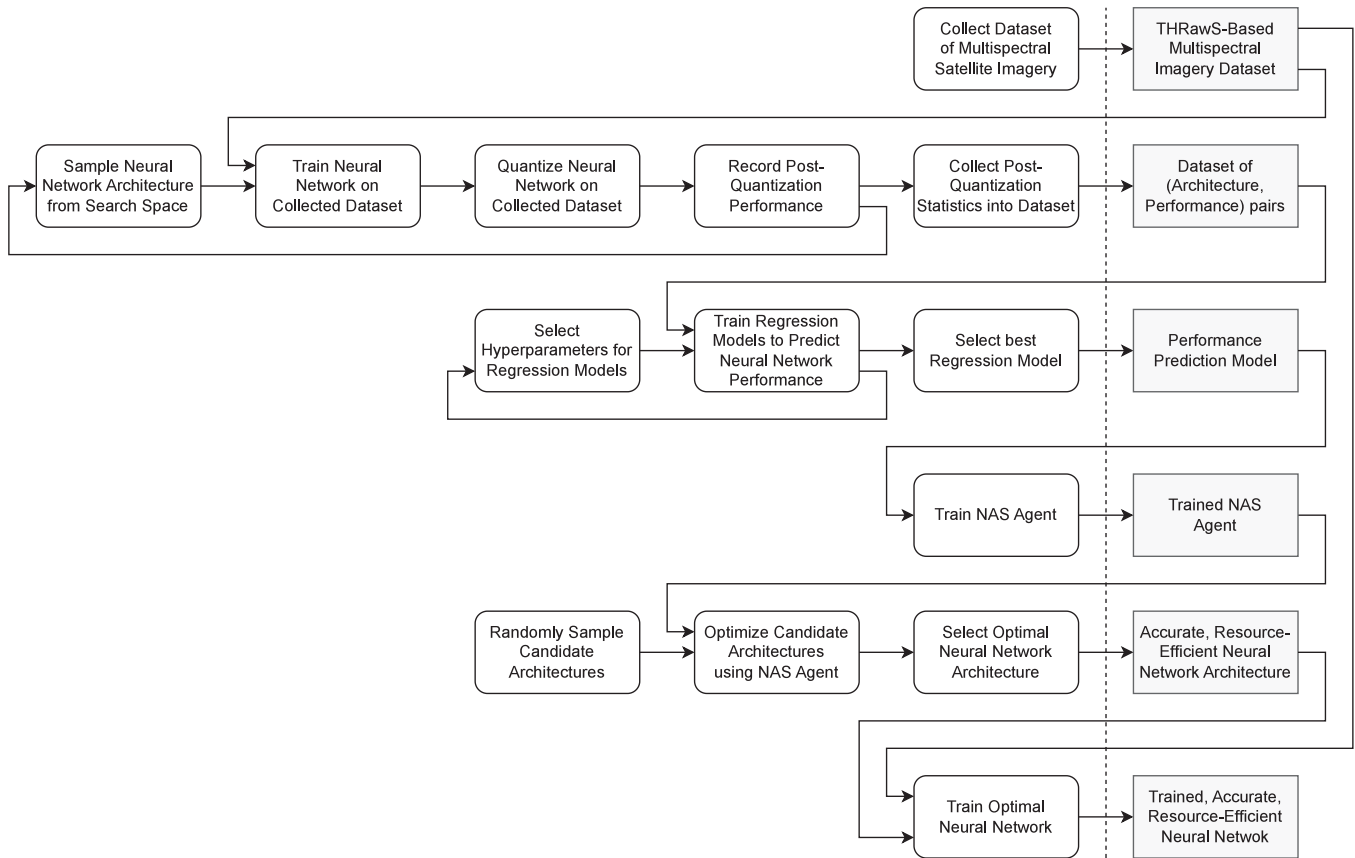 Collect Dataset
of Multispectral
Satellite Imagery
THRawS-Based
Multispectral
Imagery Dataset
Sample Neural
Network Architecture
from Search Space
Train Neural
Network on
Collected Dataset
Quantize Neural
Network on
Collected Dataset
Record Post-
Quantization
Performance
Collect Post-
Quantization
Statistics into Dataset
Dataset of
(Architecture,
Performance) pairs
Select
Hyperparameters for
Regression Models
Train Regression
Models to Predict
Neural Network
Performance
Select best
Regression Model
Performance
Prediction Model
Train NAS Agent
Trained NAS
Agent
Randomly Sample
Candidate
Architectures
Optimize Candidate
Architectures
using NAS Agent
Select Optimal
Neural Network
Architecture
Accurate, Resource-
Efficient Neural
Network Architecture
Train Optimal
Neural Network
Trained, Accurate,
Resource-Efficient
Neural Netwok